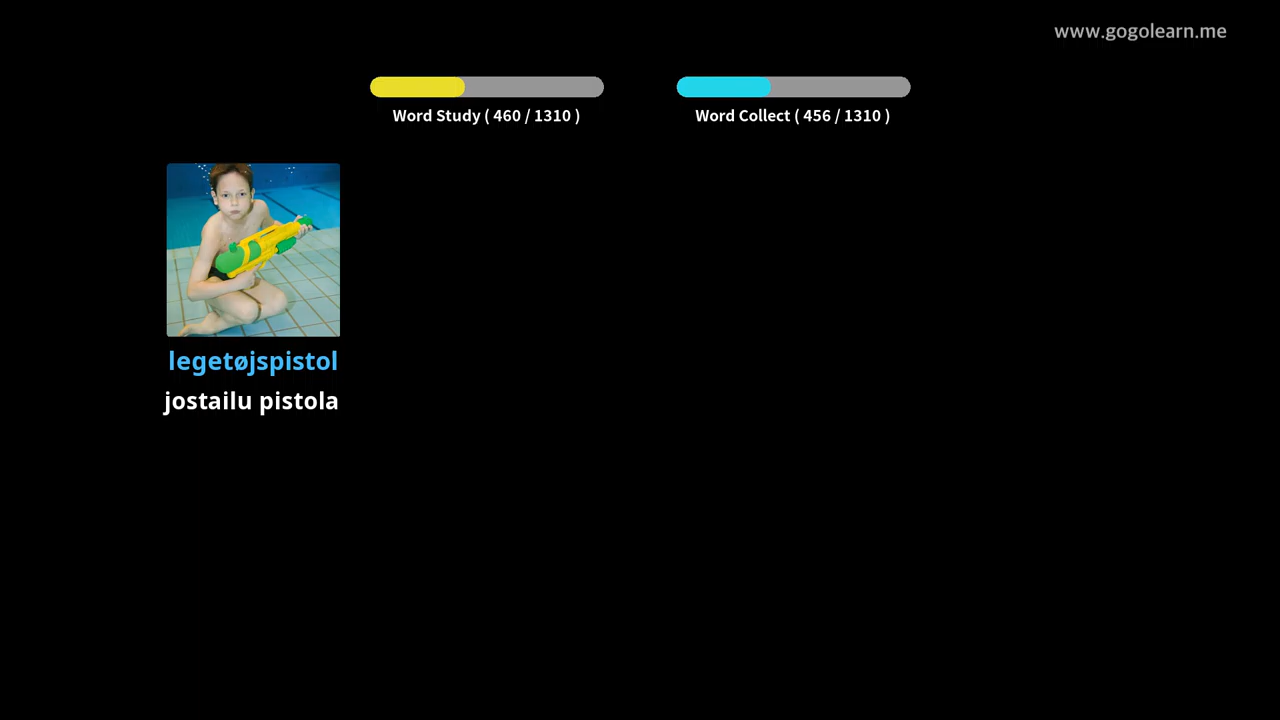 www.gogolearn.me
Word Study ( 460 / 1310 )
Word Collect ( 456 / 1310 )
legetøjspistol
jostailu pistola